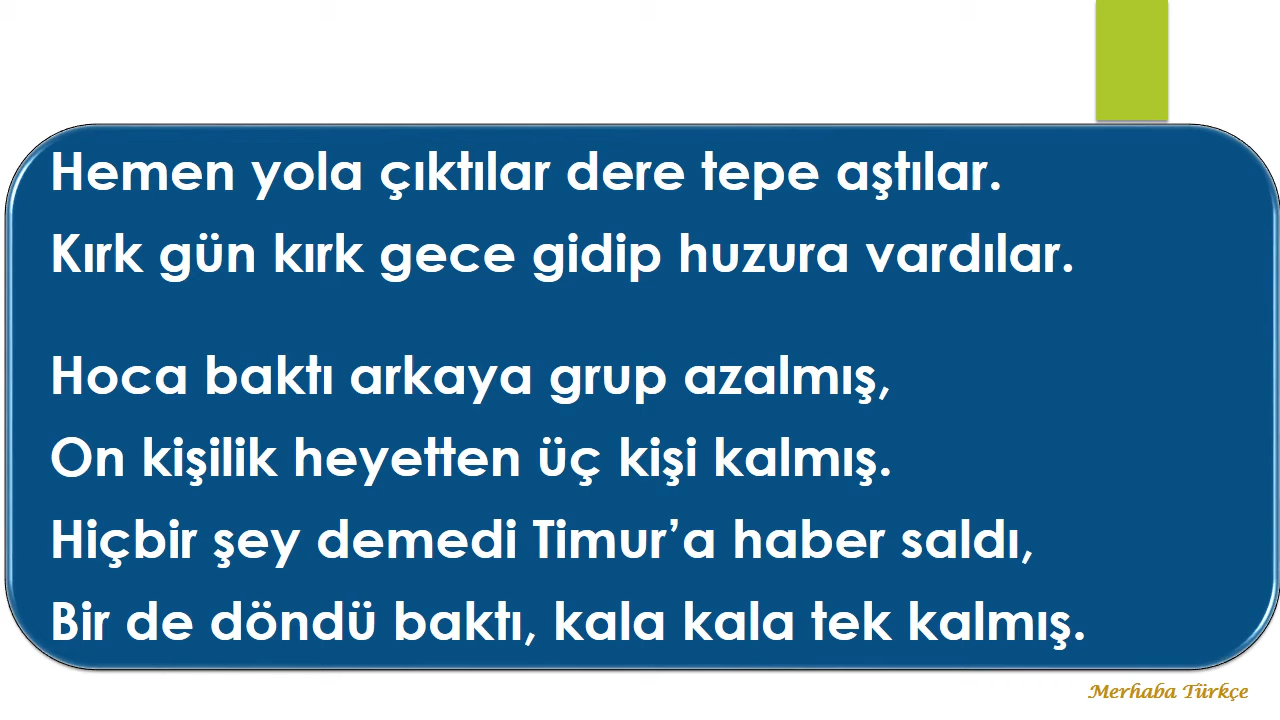 Hemen yola çıktılar dere tepe aştılar.
Kırk gün kırk gece gidip huzura vardılar.
Hoca baktı arkaya grup azalmış,
On kişilik heyetten üç kişi kalmış.
Hiçbir şey demedi Timur’a haber saldı,
Bir de döndü baktı, kala kala tek kalmış.
Merhaba Türkçe